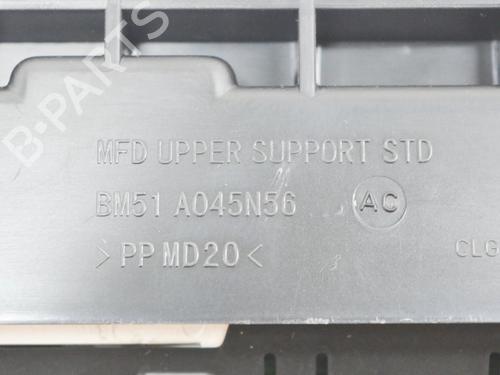 B-PARTS
MFD UPPER SUPPORT STD
BM51 A045N56 AC
>PP MD20< CLG